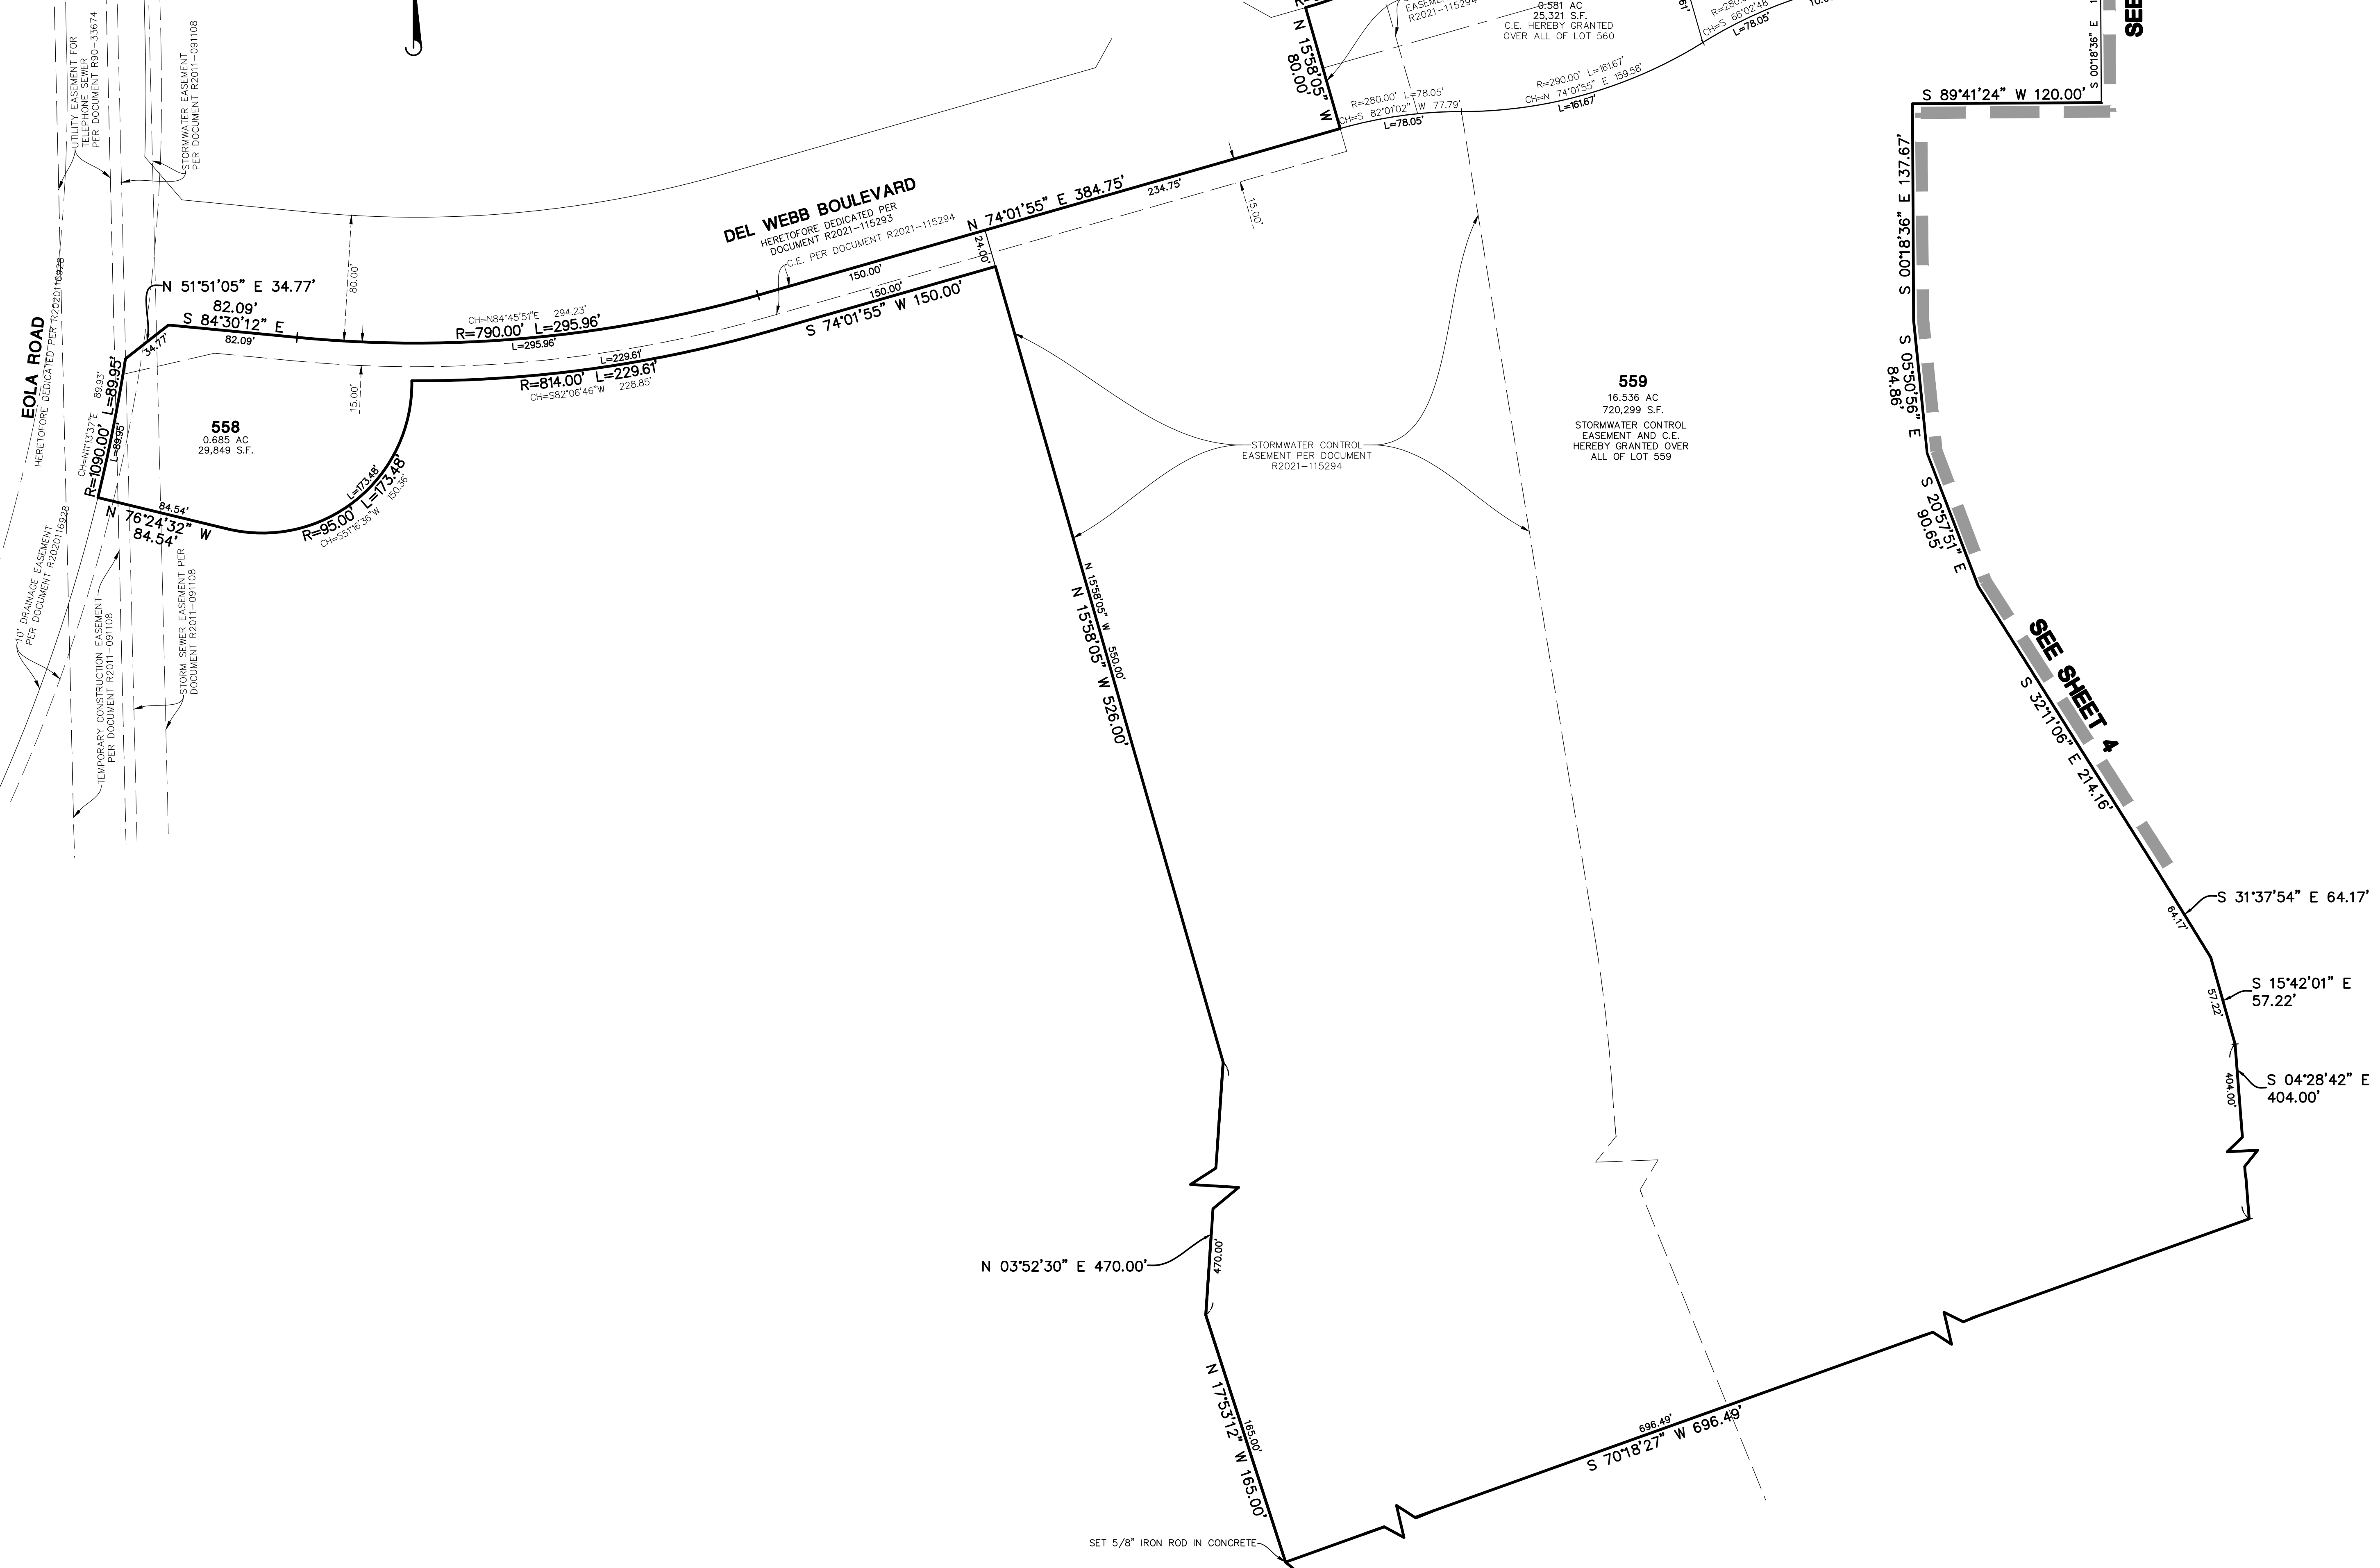 UTILITY EASEMENT FOR
TELEPHONE SEWER
PER DOCUMENT R90-33674
STORMWATER EASEMENT
PER DOCUMENT R2011-091108
EOLA ROAD
HERETOFORE DEDICATED PER R2020116928
N 51°51'05" E 34.77'
34.77'
82.09'
S 84°30'12" E
82.09'
80.00'
15.00'
CH=N84°45'51"E 294.23'
R=790.00' L=295.96'
L=295.96'
L=229.61'
R=814.00' L=229.61'
CH=S82°06'46"W 228.85'
CH=N11°13'37"E 89.93'
R=1090.00' L=89.95'
L=89.95'
558
0.685 AC
29,849 S.F.
84.54'
N 76°24'32" W
84.54'
L=173.48'
R=95.00' L=173.48'
CH=S51°16'36"W 150.36'
10' DRAINAGE EASEMENT
PER DOCUMENT R2020116928
TEMPORARY CONSTRUCTION EASEMENT
PER DOCUMENT R2011-091108
STORM SEWER EASEMENT PER
DOCUMENT R2011-091108
DEL WEBB BOULEVARD
HERETOFORE DEDICATED PER
DOCUMENT R2021-115293
C.E. PER DOCUMENT R2021-115294
150.00'
150.00'
S 74°01'55" W 150.00'
24.00'
N 74°01'55" E 384.75'
234.75'
15.00'
N 15°58'05" W
80.00'
EASEMENT
R2021-115294
0.581 AC
25,321 S.F.
C.E. HEREBY GRANTED
OVER ALL OF LOT 560
R=280.00' L=78.05'
CH=S 82°01'02" W 77.79'
L=78.05'
R=290.00' L=161.67'
CH=N 74°01'55" E 159.58'
L=161.67'
CH=S 66°02'48"
L=78.05'
SEE
S 00°18'36" E
S 89°41'24" W 120.00'
S 00°18'36" E 137.67'
S 05°50'56" E
84.86'
S 20°57'51" E
90.65'
SEE SHEET 4
S 32°11'06" E 214.16'
S 31°37'54" E 64.17'
64.17'
S 15°42'01" E
57.22'
57.22'
S 04°28'42" E
404.00'
404.00'
559
16.536 AC
720,299 S.F.
STORMWATER CONTROL
EASEMENT AND C.E.
HEREBY GRANTED OVER
ALL OF LOT 559
STORMWATER CONTROL
EASEMENT PER DOCUMENT
R2021-115294
N 15°58'05" W 550.00'
N 15°58'05" W 526.00'
N 03°52'30" E 470.00'
470.00'
165.00'
N 17°53'12" W 165.00'
696.49'
S 70°18'27" W 696.49'
SET 5/8" IRON ROD IN CONCRETE